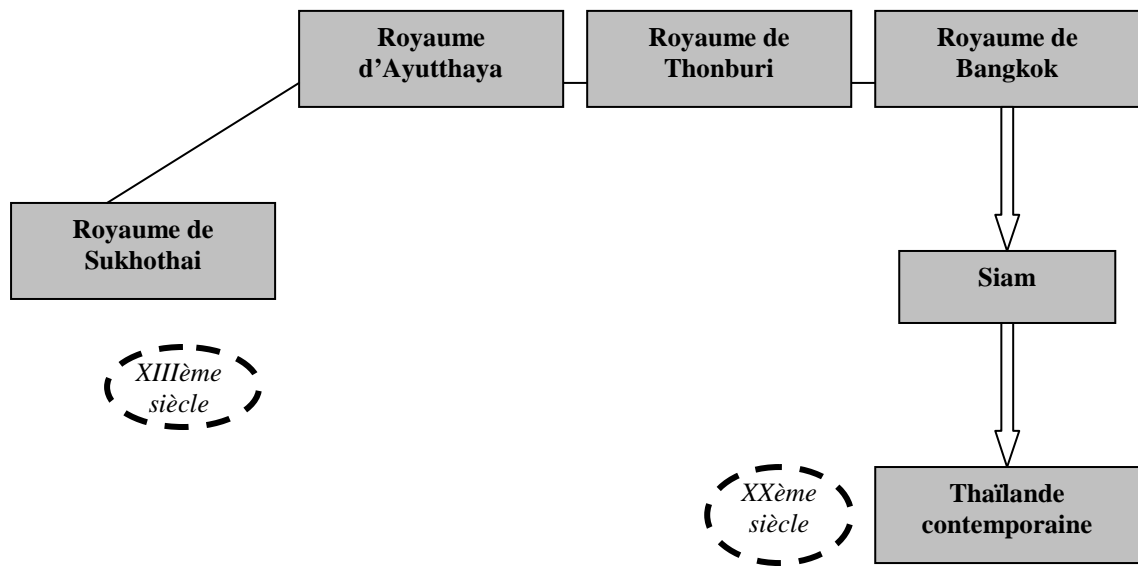 Royaume
d’Ayutthaya
Royaume de
Thonburi
Royaume de
Bangkok
Royaume de
Sukhothai
Siam
XIIIème
siècle
XXème
siècle
Thaïlande
contemporaine